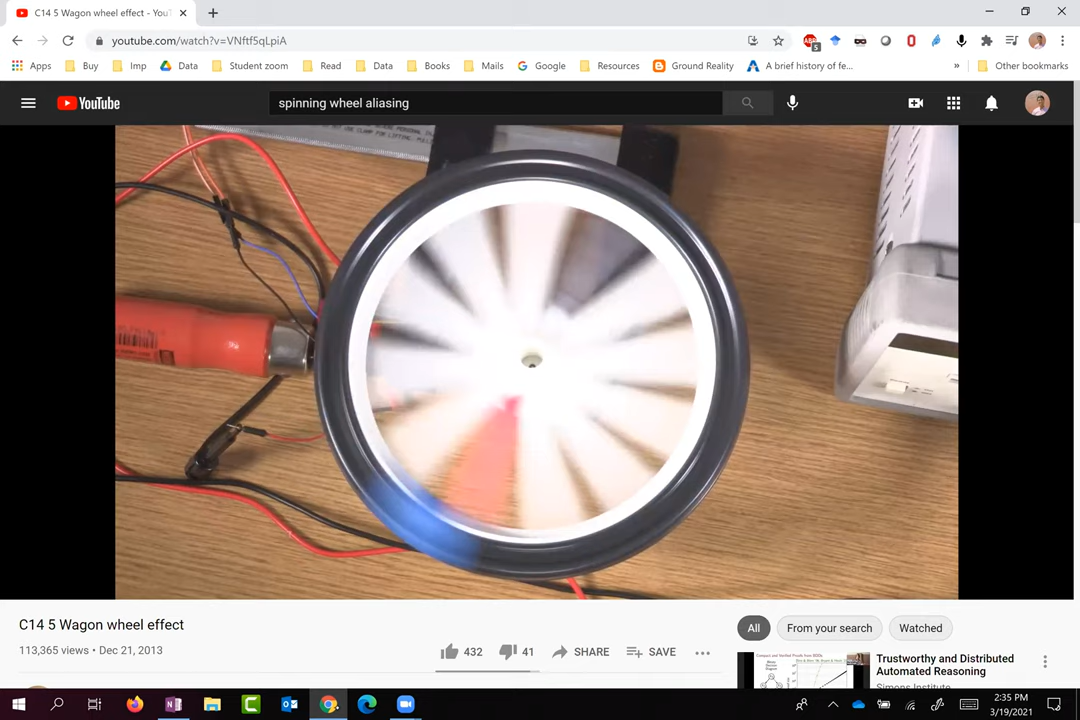 C14 5 Wagon wheel effect - YouT
youtube.com/watch?v=VNftf5qLpiA
5
Apps Buy Imp Data Student zoom Read Data Books Mails Google Resources Ground Reality A brief history of fe... » Other bookmarks
YouTube
spinning wheel aliasing
C14 5 Wagon wheel effect
113,365 views • Dec 21, 2013
432 41 SHARE SAVE
All From your search Watched
Trustworthy and Distributed
Automated Reasoning
Simons Institute
2:35 PM
3/19/2021